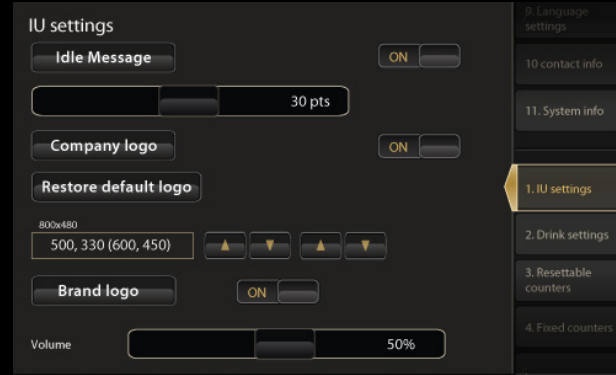 IU settings
Idle Message
ON
30 pts
Company logo
ON
Restore default logo
800x480
500, 330 (600, 450)
Brand logo
ON
Volume
50%
9. Language
settings
10 contact info
11. System info
1. IU settings
2. Drink settings
3. Resettable
counters
4. Fixed counters